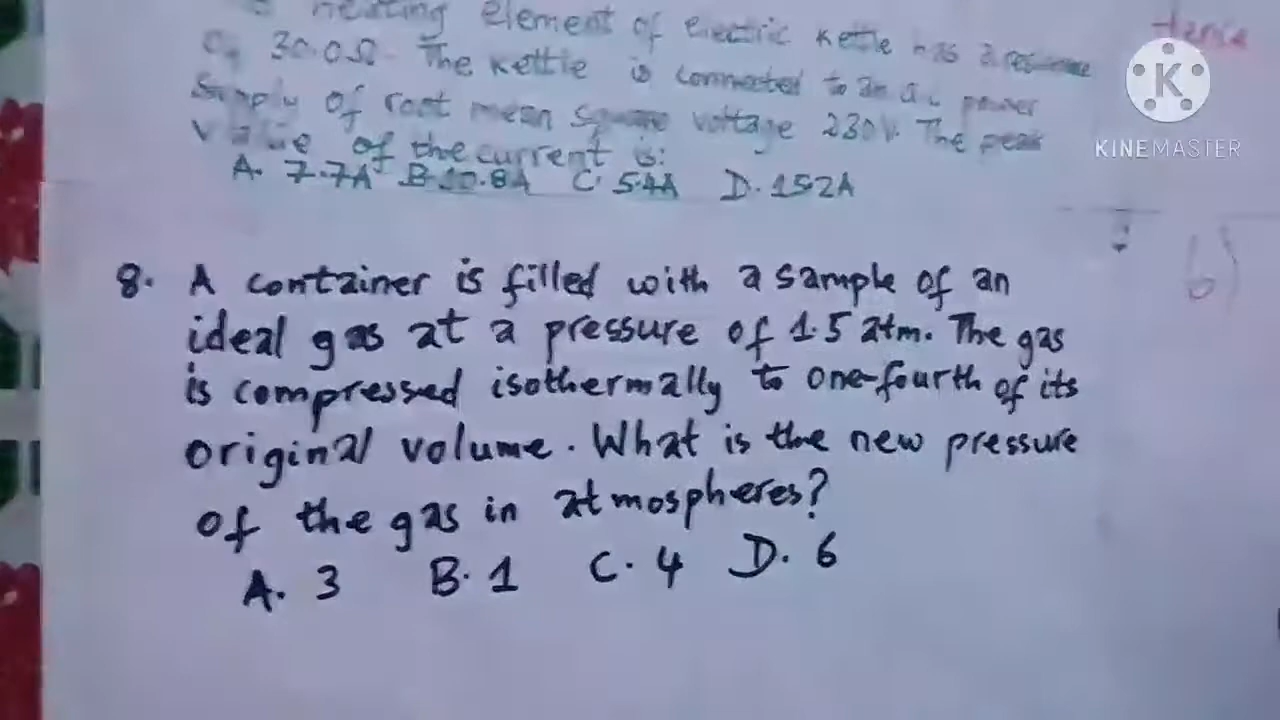 heating element of electric kettle has a resistance
of 30.0Ω. The kettle is connected to an a.c power
Supply of root mean square voltage 230V. The peak
value of the current is:
A. 7.7A B. 10.8A C. 5.4A D. 152A
Hence
KINEMASTER
b)
8. A container is filled with a sample of an
ideal gas at a pressure of 1.5 atm. The gas
is compressed isothermally to one-fourth of its
original volume. What is the new pressure
of the gas in atmospheres?
A. 3 B. 1 C. 4 D. 6